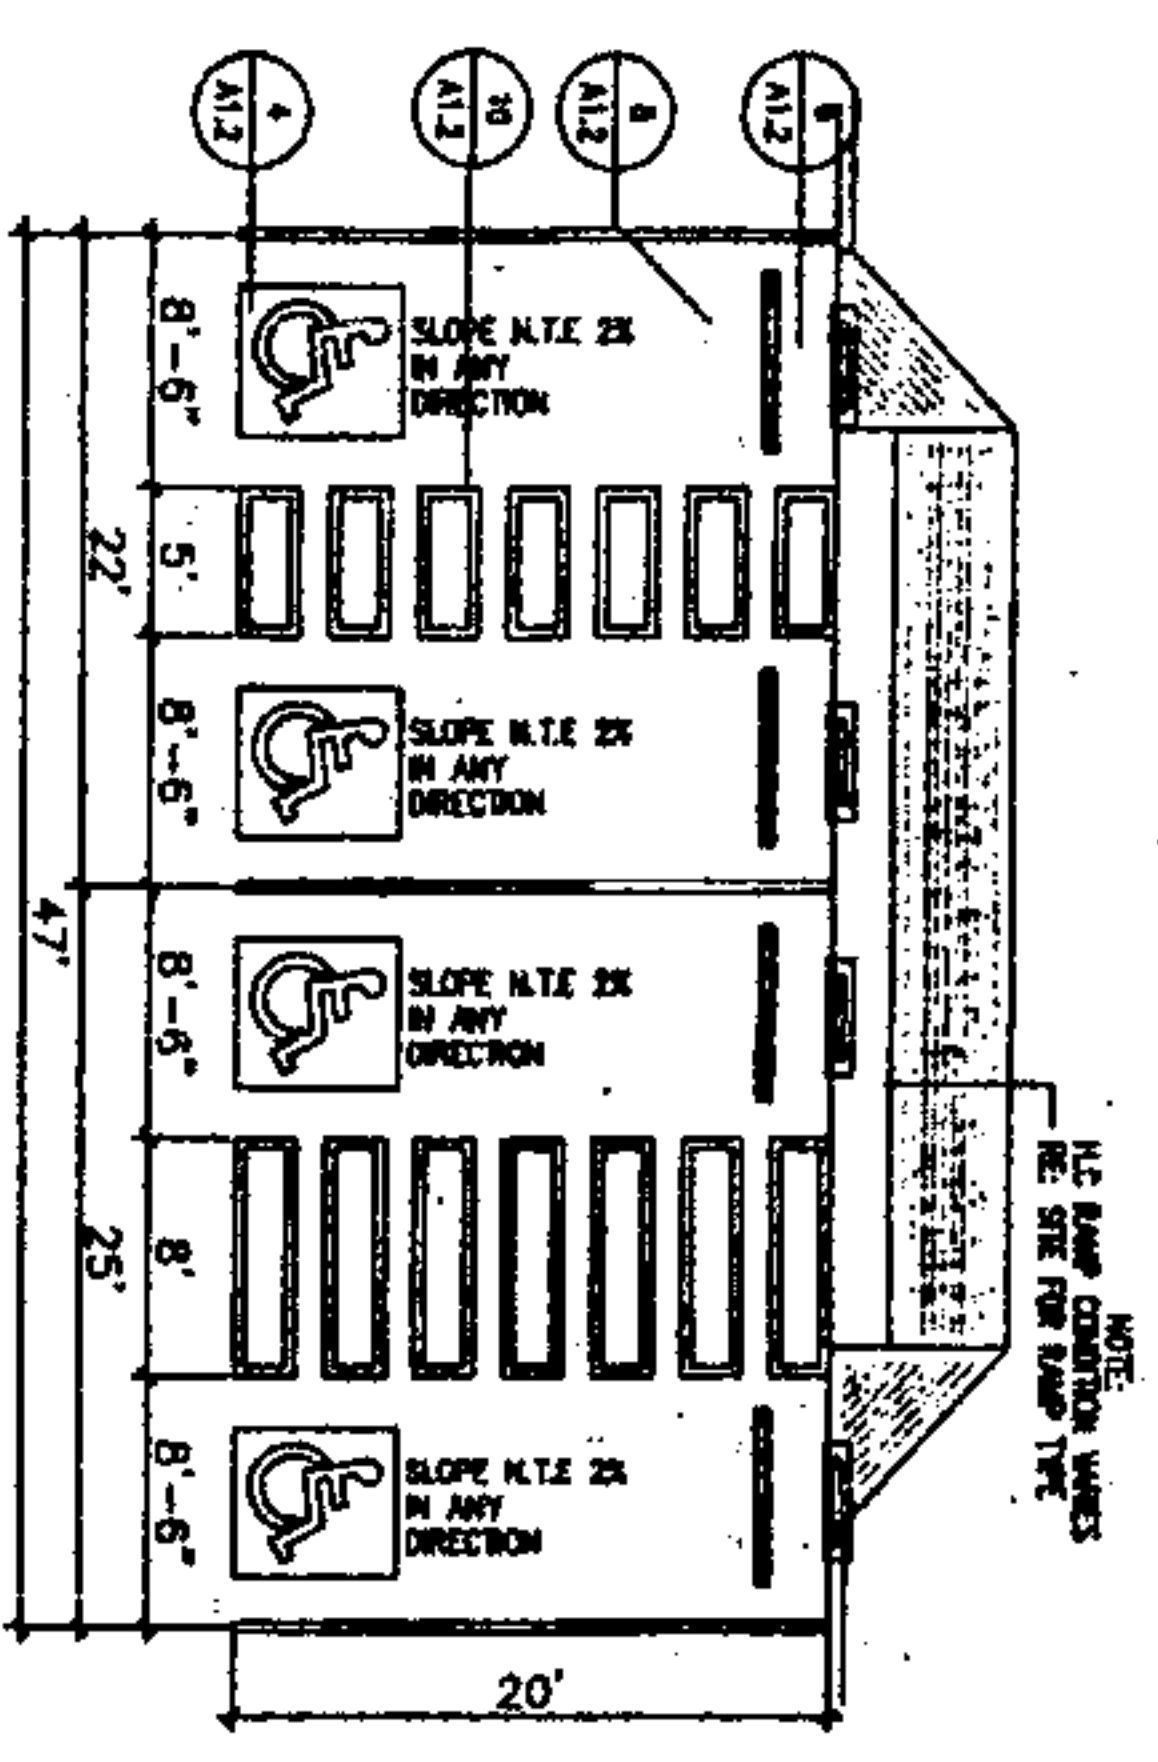 4
A1.2
10
A1.2
8
A1.2
A1.2
8'-6"
SLOPE N.T.E 2%
IN ANY
DIRECTION
5'
22'
8'-6"
SLOPE N.T.E 2%
IN ANY
DIRECTION
47'
8'-6"
SLOPE N.T.E 2%
IN ANY
DIRECTION
8'
25'
8'-6"
SLOPE N.T.E 2%
IN ANY
DIRECTION
20'
NOTE:
H.C RAMP CONDITION VARIES
RE: SITE FOR RAMP TYPE